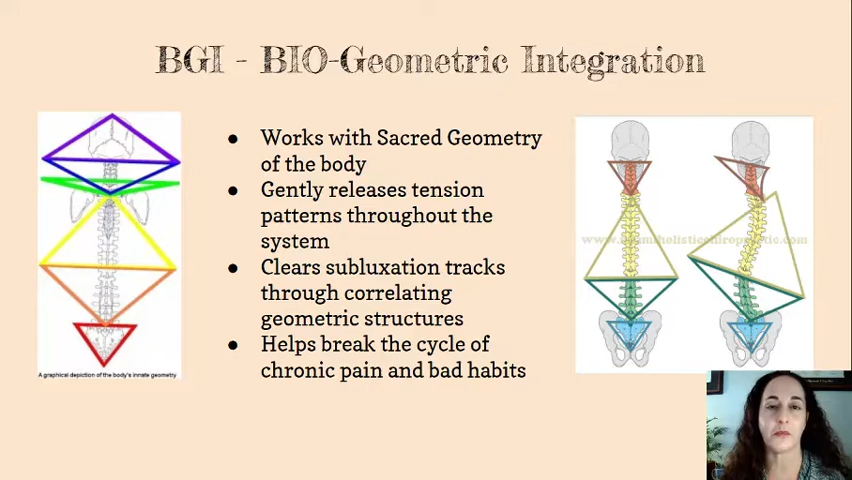 BGI - BIO-Geometric Integration
● Works with Sacred Geometry
of the body
● Gently releases tension
patterns throughout the
system
● Clears subluxation tracks
through correlating
geometric structures
● Helps break the cycle of
chronic pain and bad habits
A graphical depiction of the body's innate geometry